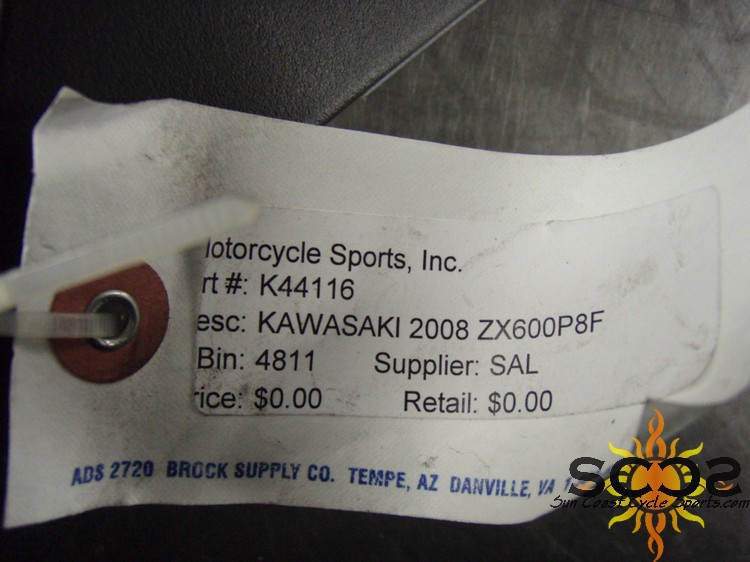 otorcycle Sports, Inc.
rt #: K44116
esc: KAWASAKI 2008 ZX600P8F
Bin: 4811 Supplier: SAL
rice: $0.00 Retail: $0.00
ADS 2720 BROCK SUPPLY CO. TEMPE, AZ DANVILLE, VA
SCCS
Sun Coast Cycle Sports.com